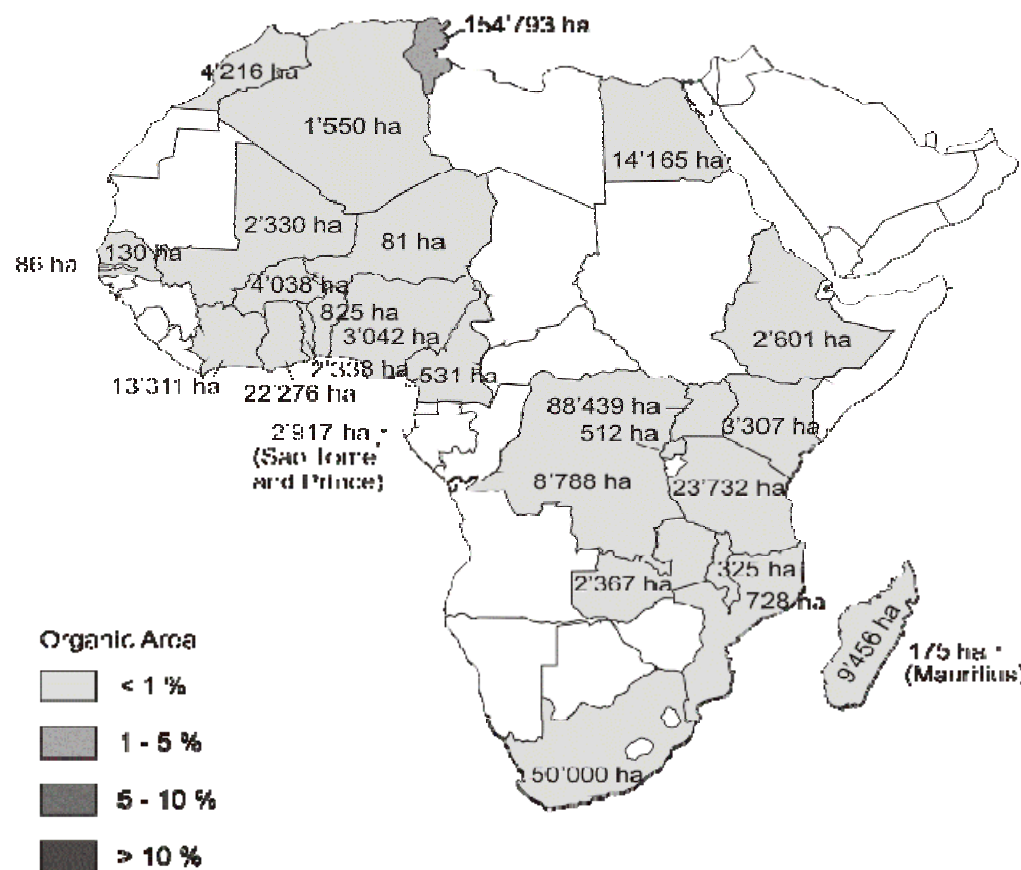 154'793 ha
4'216 ha
1'550 ha
14'165 ha
2'330 ha
81 ha
130 ha
86 ha
4'038 ha
825 ha
3'042 ha
2'601 ha
2'338 ha
531 ha
13'311 ha
22'276 ha
88'439 ha
3'307 ha
512 ha
2'917 ha *
(Sao Tome
and Prince)
8'788 ha
23'732 ha
325 ha
2'367 ha
728 ha
9'456 ha
175 ha *
(Mauritius)
50'000 ha
Organic Area
< 1 %
1 - 5 %
5 - 10 %
> 10 %